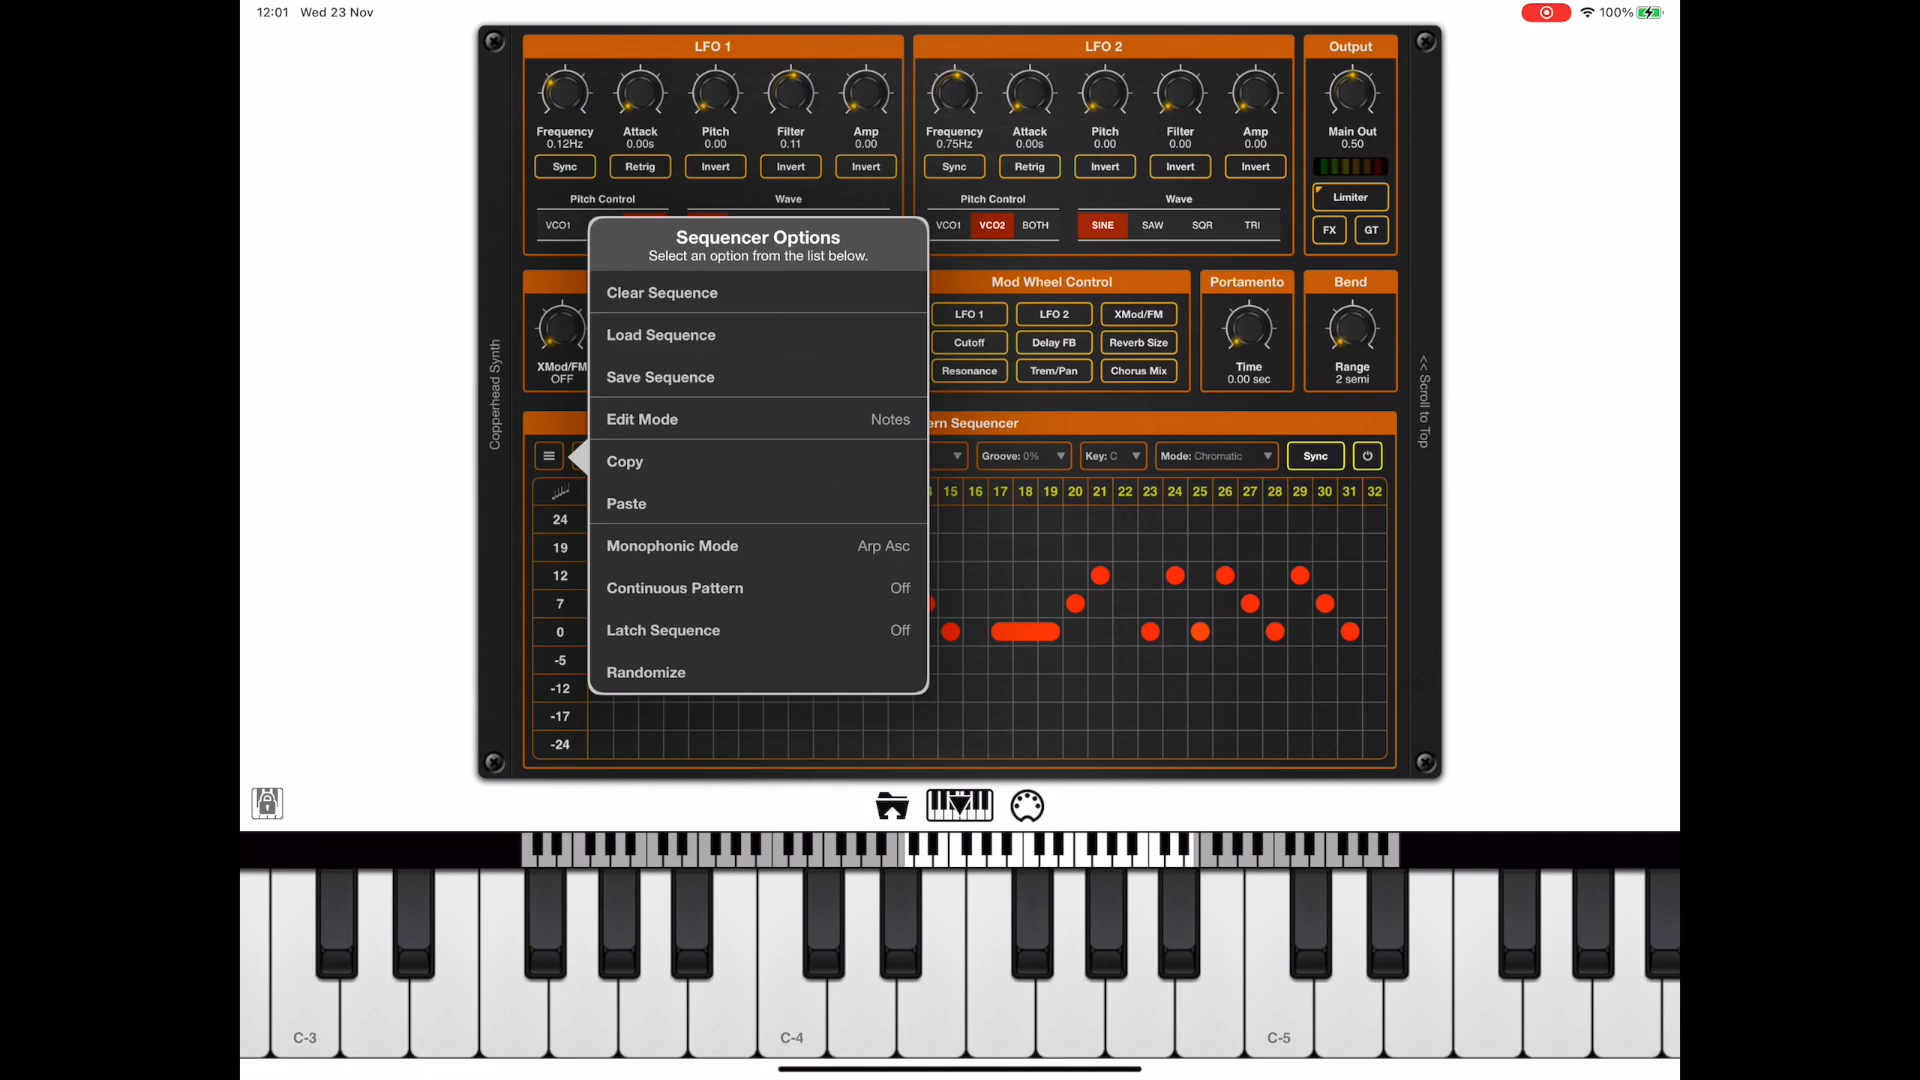 12:01 Wed 23 Nov
100%
LFO 1
LFO 2
Output
Frequency Attack Pitch Filter Amp
0.12Hz 0.00s 0.00 0.11 0.00
Frequency Attack Pitch Filter Amp
0.75Hz 0.00s 0.00 0.00 0.00
Main Out
0.50
Sync Retrig Invert Invert Invert
Sync Retrig Invert Invert Invert
Limiter
Pitch Control Wave
Pitch Control Wave
VCO1
VCO1 VCO2 BOTH SINE SAW SQR TRI
FX GT
Sequencer Options
Select an option from the list below.
Clear Sequence
Load Sequence
Save Sequence
Edit Mode Notes
Copy
Paste
Monophonic Mode Arp Asc
Continuous Pattern Off
Latch Sequence Off
Randomize
XMod/FM
OFF
Mod Wheel Control
LFO 1 LFO 2 XMod/FM
Cutoff Delay FB Reverb Size
Resonance Trem/Pan Chorus Mix
Portamento
Time
0.00 sec
Bend
Range
2 semi
Copperhead Synth
<< Scroll to Top
ern Sequencer
Groove: 0% Key: C Mode: Chromatic Sync
15 16 17 18 19 20 21 22 23 24 25 26 27 28 29 30 31 32
24
19
12
7
0
-5
-12
-17
-24
C-3 C-4 C-5